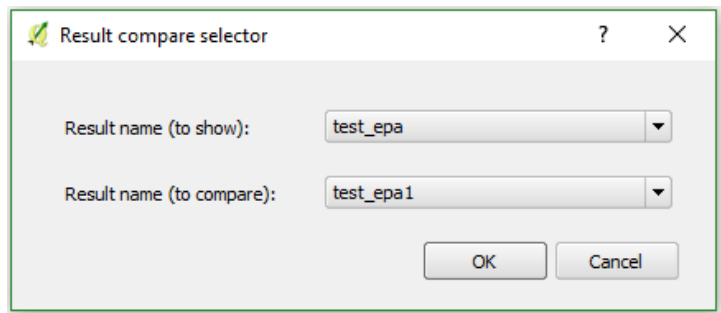 Result compare selector ?
Result name (to show): test_epa
Result name (to compare): test_epa1
OK Cancel